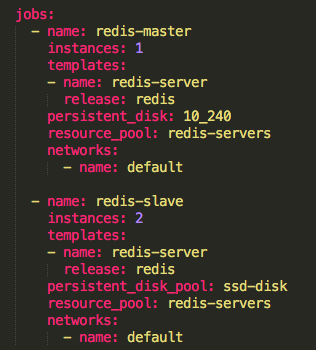 jobs:
  - name: redis-master
    instances: 1
    templates:
    - name: redis-server
      release: redis
    persistent_disk: 10_240
    resource_pool: redis-servers
    networks:
      - name: default

  - name: redis-slave
    instances: 2
    templates:
    - name: redis-server
      release: redis
    persistent_disk_pool: ssd-disk
    resource_pool: redis-servers
    networks:
      - name: default